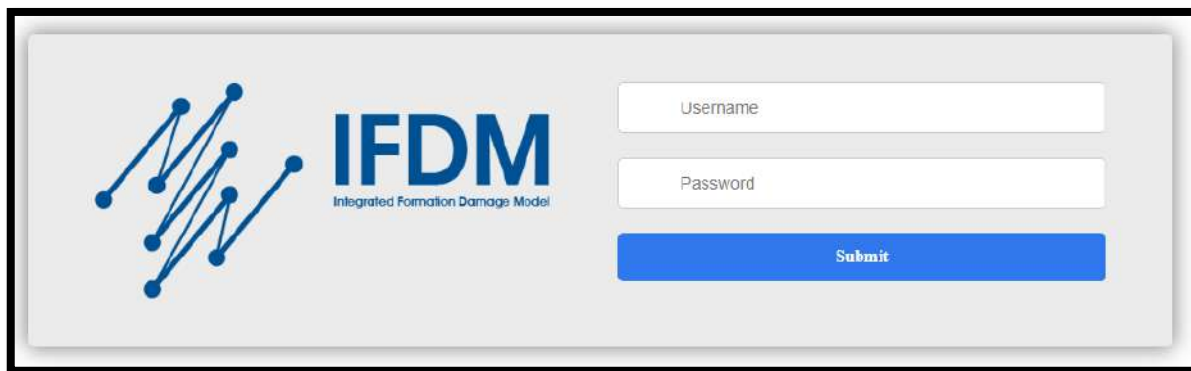 IFDM
Integrated Formation Damage Model
Username
Password
Submit